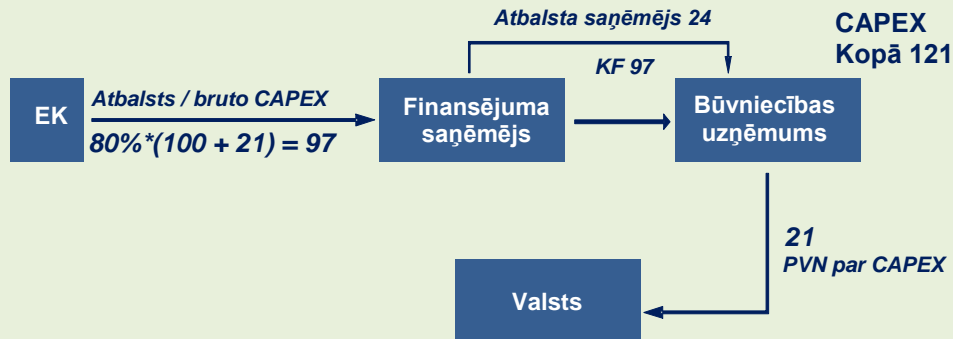 Atbalsta saņēmējs 24
CAPEX
Kopā 121
KF 97
EK
Atbalsts / bruto CAPEX
80%*(100 + 21) = 97
Finansējuma
saņēmējs
Būvniecības
uzņēmums
21
PVN par CAPEX
Valsts